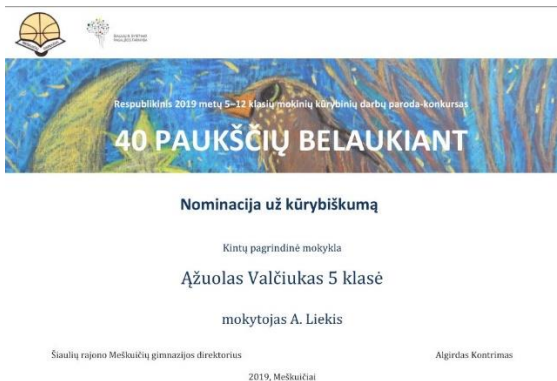 Respublikinis 2019 metų 5–12 klasių mokinių kūrybinių darbų paroda-konkursas
40 PAUKŠČIŲ BELAUKIANT
Nominacija už kūrybiškumą
Kintų pagrindinė mokykla
Ąžuolas Valčiukas 5 klasė
mokytojas A. Liekis
Šiaulių rajono Meškuičių gimnazijos direktorius
Algirdas Kontrimas
2019, Meškuičiai